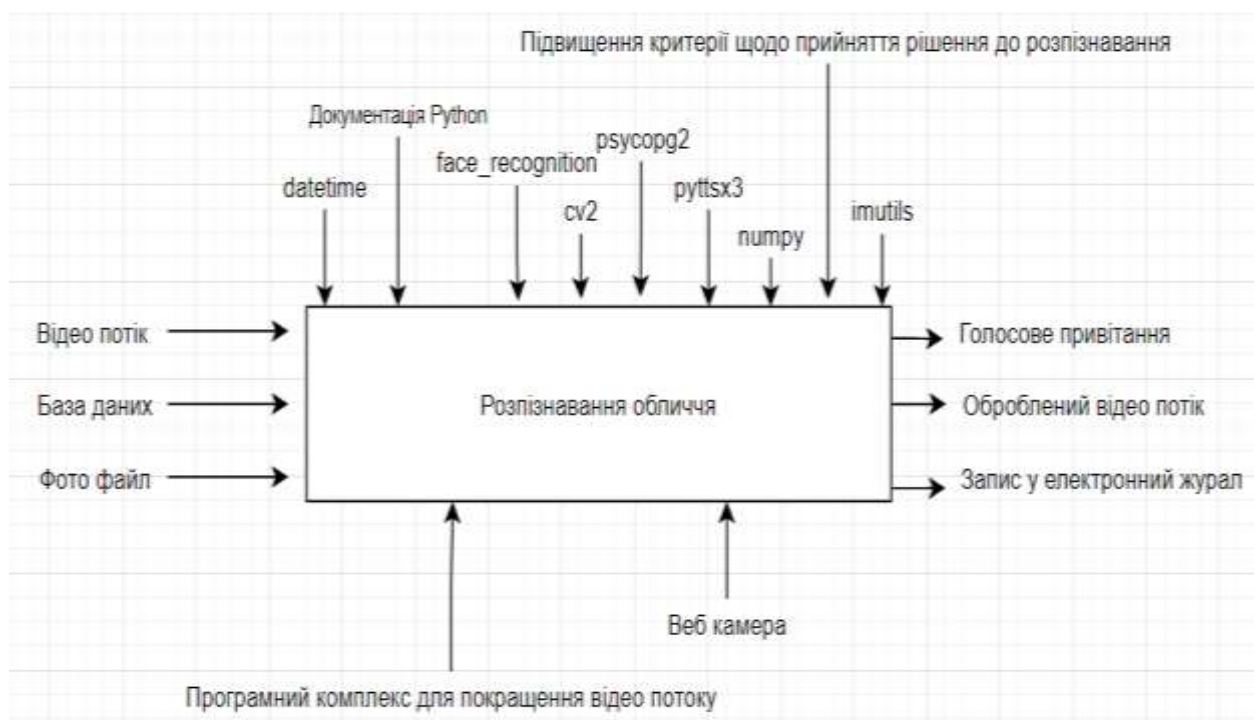 Підвищення критерії щодо прийняття рішення до розпізнавання
Документація Python
psycopg2
face_recognition
datetime
pyttsx3
cv2
imutils
numpy
Відео потік
Голосове привітання
База даних
Розпізнавання обличчя
Оброблений відео потік
Фото файл
Запис у електронний журал
Веб камера
Програмний комплекс для покращення відео потоку